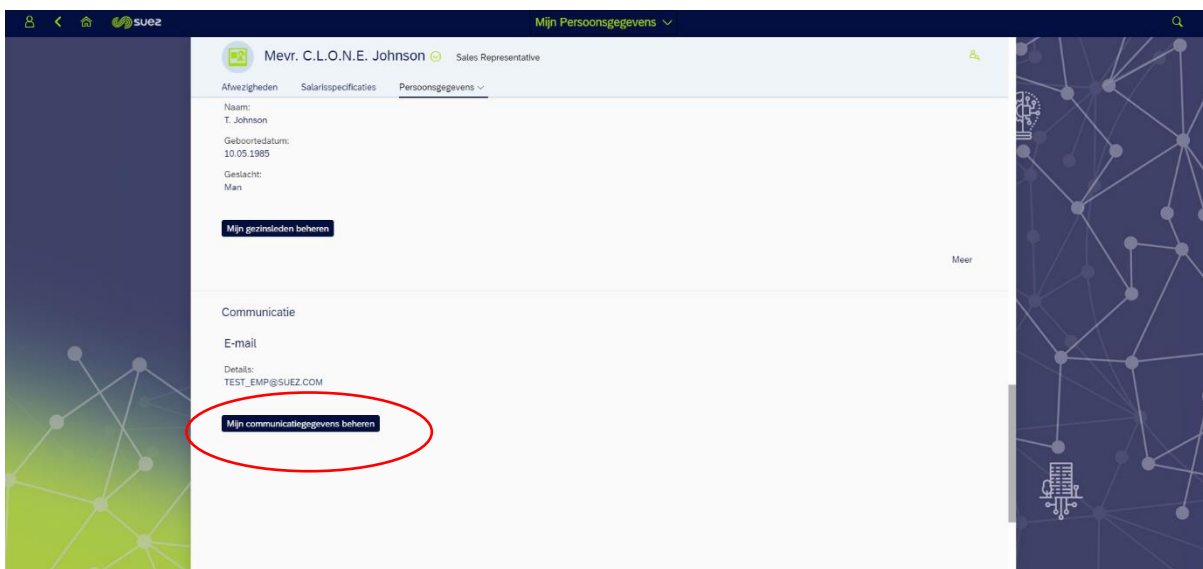 suez
Mijn Persoonsgegevens
Mevr. C.L.O.N.E. Johnson Sales Representative
Afwezigheden Salarisspecificaties Persoonsgegevens
Naam:
T. Johnson
Geboortedatum:
10.05.1985
Geslacht:
Man
Mijn gezinsleden beheren
Meer
Communicatie
E-mail
Details:
TEST_EMP@SUEZ.COM
Mijn communicatiegegevens beheren